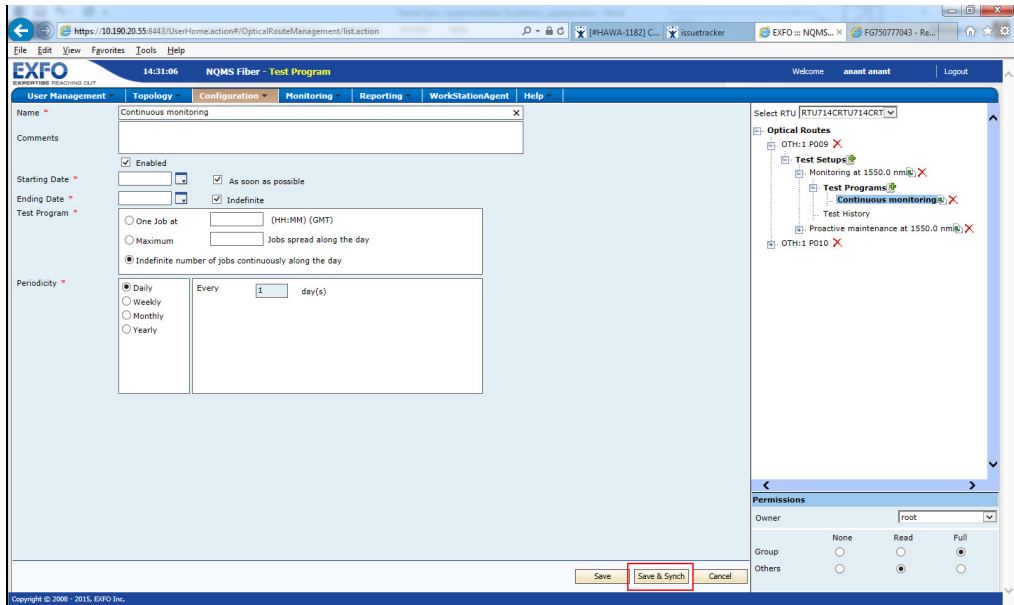 https://10.190.20.55:8443/UserHome.action#/OpticalRouteManagement/list.action
[#HAWA-1182] C...
issuetracker
EXFO ::: NQMS...
FG750777043 - Re...
File Edit View Favorites Tools Help
EXFO
EXPERTISE REACHING OUT
14:31:06
NQMS Fiber - Test Program
Welcome anant anant
Logout
User Management
Topology
Configuration
Monitoring
Reporting
WorkStationAgent
Help
Name *
Continuous monitoring
Comments
Enabled
Starting Date *
As soon as possible
Ending Date *
Indefinite
Test Program *
One Job at (HH:MM) (GMT)
Maximum Jobs spread along the day
Indefinite number of jobs continuously along the day
Periodicity *
Daily
Weekly
Monthly
Yearly
Every 1 day(s)
Save
Save & Synch
Cancel
Select RTU RTU714CRTU714CRT
Optical Routes
OTH:1 P009
Test Setups
Monitoring at 1550.0 nm
Test Programs
Continuous monitoring
Test History
Proactive maintenance at 1550.0 nm
OTH:1 P010
Permissions
Owner root
None Read Full
Group
Others
Copyright © 2008 - 2015, EXFO Inc.